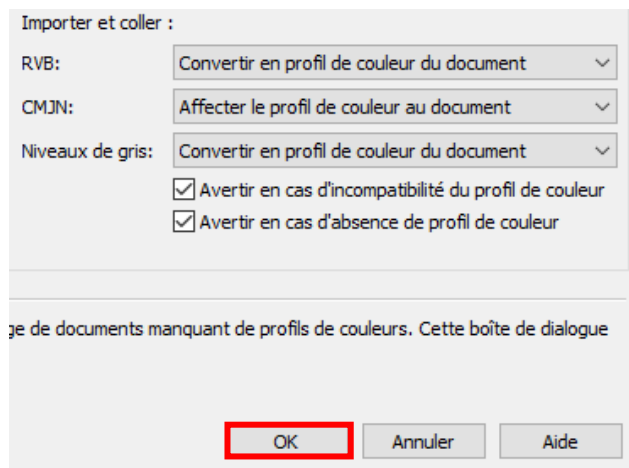 Importer et coller :
RVB: Convertir en profil de couleur du document
CMJN: Affecter le profil de couleur au document
Niveaux de gris: Convertir en profil de couleur du document
Avertir en cas d'incompatibilité du profil de couleur
Avertir en cas d'absence de profil de couleur
de documents manquant de profils de couleurs. Cette boîte de dialogue
OK Annuler Aide